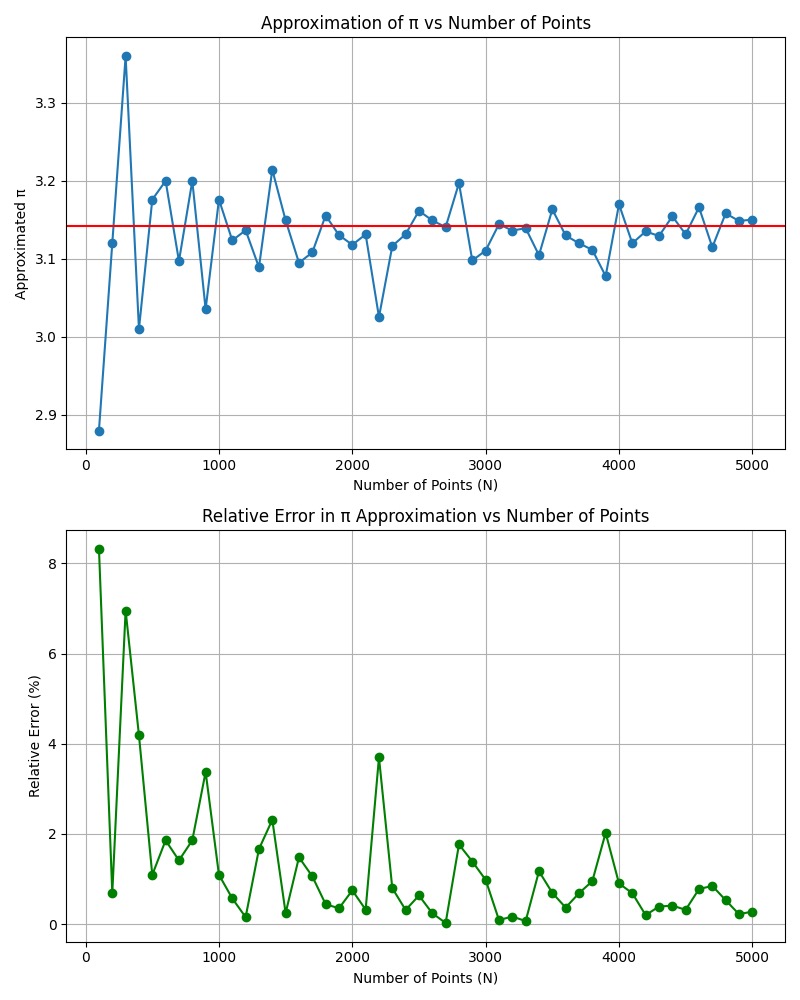 Approximation of π vs Number of Points
Approximated π
3.3
3.2
3.1
3.0
2.9
0 1000 2000 3000 4000 5000
Number of Points (N)
Relative Error in π Approximation vs Number of Points
Relative Error (%)
8
6
4
2
0
0 1000 2000 3000 4000 5000
Number of Points (N)